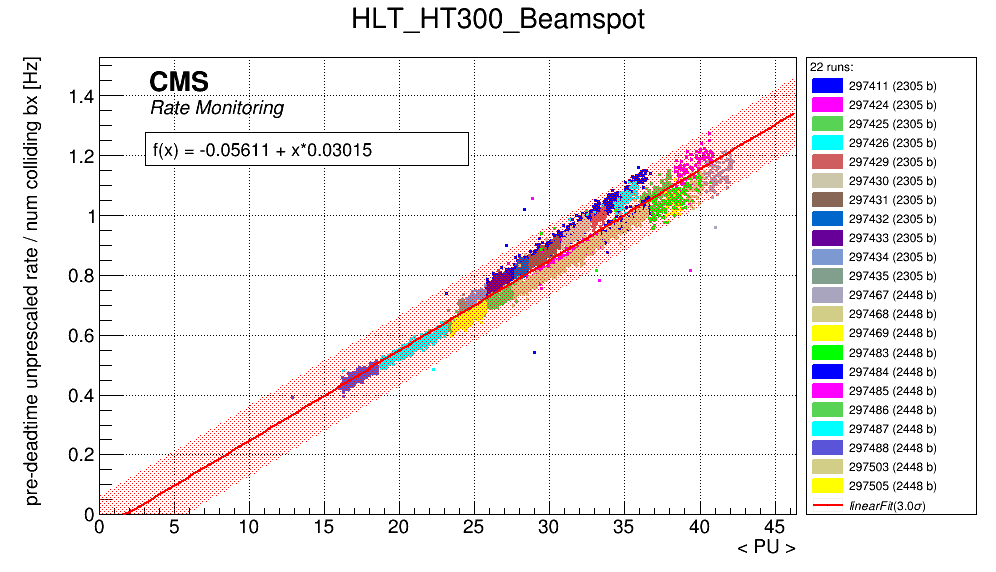 HLT_HT300_Beamspot
pre-deadtime unprescaled rate / num colliding bx [Hz]
CMS
Rate Monitoring
f(x) = -0.05611 + x*0.03015
1.4
1.2
1
0.8
0.6
0.4
0.2
0
0 5 10 15 20 25 30 35 40 45
< PU >
22 runs:
297411 (2305 b)
297424 (2305 b)
297425 (2305 b)
297426 (2305 b)
297429 (2305 b)
297430 (2305 b)
297431 (2305 b)
297432 (2305 b)
297433 (2305 b)
297434 (2305 b)
297435 (2305 b)
297467 (2448 b)
297468 (2448 b)
297469 (2448 b)
297483 (2448 b)
297484 (2448 b)
297485 (2448 b)
297486 (2448 b)
297487 (2448 b)
297488 (2448 b)
297503 (2448 b)
297505 (2448 b)
linearFit(3.0σ)